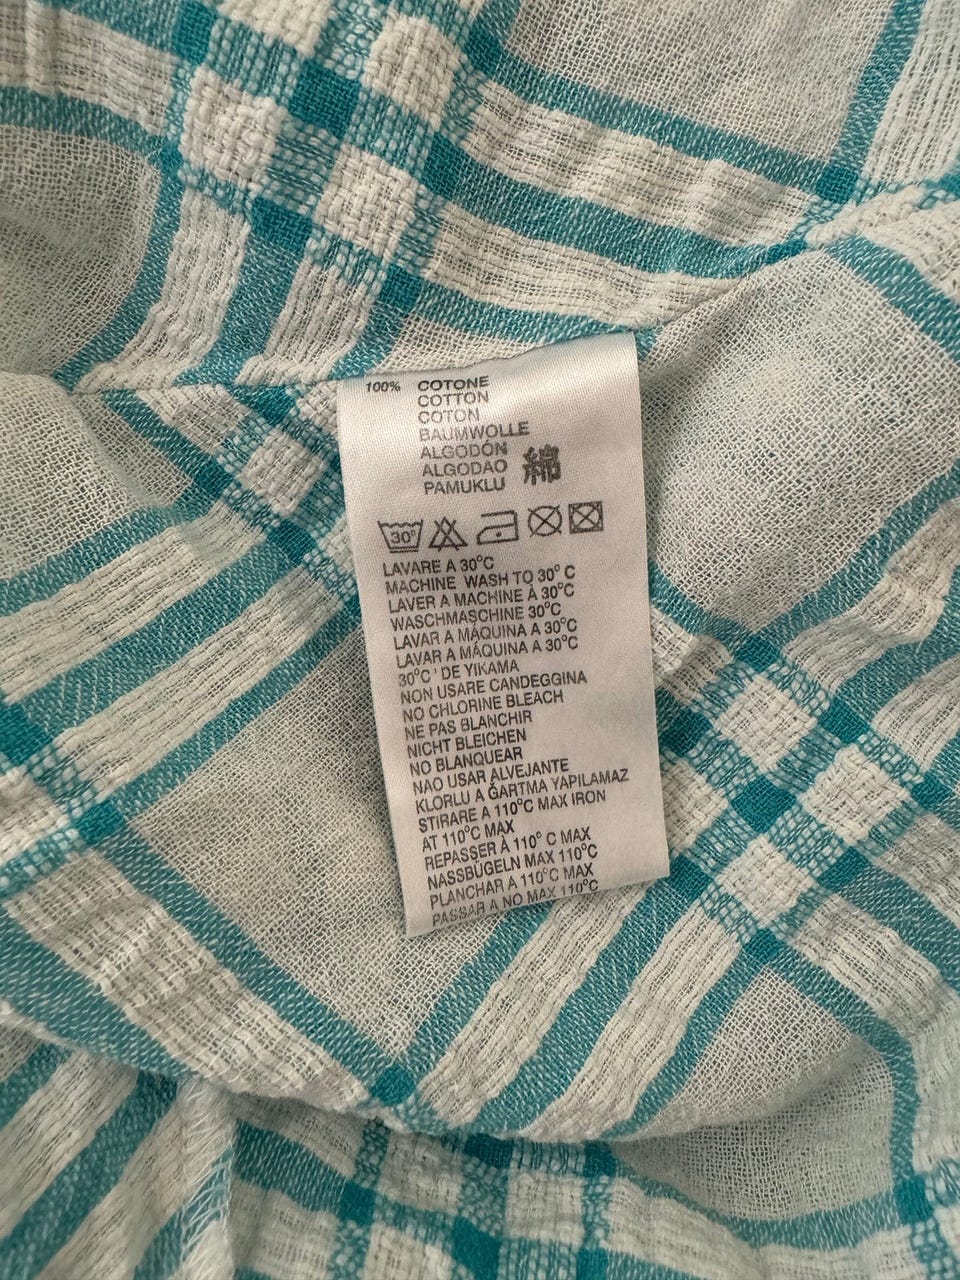 100% COTONE
COTTON
COTON
BAUMWOLLE
ALGODÓN
ALGODAO 綿
PAMUKLU
30°
LAVARE A 30°C
MACHINE WASH TO 30° C
LAVER A MACHINE À 30°C
WASCHMASCHINE 30°C
LAVAR A MÁQUINA A 30°C
LAVAR A MÁQUINA A 30°C
30°C ' DE YIKAMA
NON USARE CANDEGGINA
NO CHLORINE BLEACH
NE PAS BLANCHIR
NICHT BLEICHEN
NO BLANQUEAR
NAO USAR ALVEJANTE
KLORLU A ĞARTMA YAPILAMAZ
STIRARE A 110°C MAX IRON
AT 110°C MAX
REPASSER À 110° C MAX
NASSBÜGELN MAX 110°C
PLANCHAR A 110°C MAX
PASSAR A NO MAX 110°C